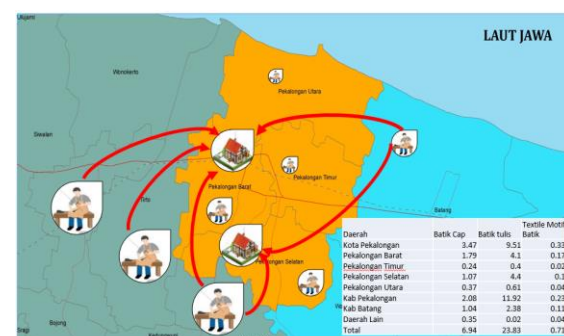 Ulujami
LAUT JAWA
Wonokerto
Pekalongan Utara
Siwalan
Pekalongan Timur
Pekalongan Barat
Tirto
Batang
Pekalongan Selatan
Bojong
Sragi
Textile Motif
Daerah Batik Cap Batik tulis Batik
Kota Pekalongan 3.47 9.51 0.33
Pekalongan Barat 1.79 4.1 0.17
Pekalongan Timur 0.24 0.4 0.02
Pekalongan Selatan 1.07 4.4 0.1
Pekalongan Utara 0.37 0.61 0.04
Kab Pekalongan 2.08 11.92 0.23
Kab Batang 1.04 2.38 0.11
Daerah Lain 0.35 0.02 0.04
Total 6.94 23.83 0.71